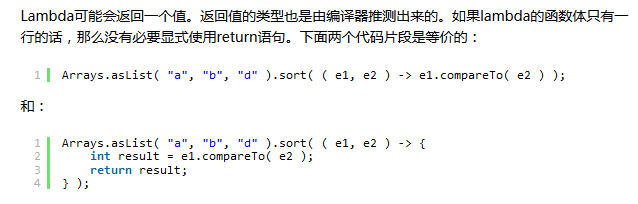 Lambda可能会返回一个值。返回值的类型也是由编译器推测出来的。如果lambda的函数体只有一
行的话，那么没有必要显式使用return语句。下面两个代码片段是等价的：
1 Arrays.asList( "a", "b", "d" ).sort( ( e1, e2 ) -> e1.compareTo( e2 ) );
和：
1 Arrays.asList( "a", "b", "d" ).sort( ( e1, e2 ) -> {
2     int result = e1.compareTo( e2 );
3     return result;
4 } );